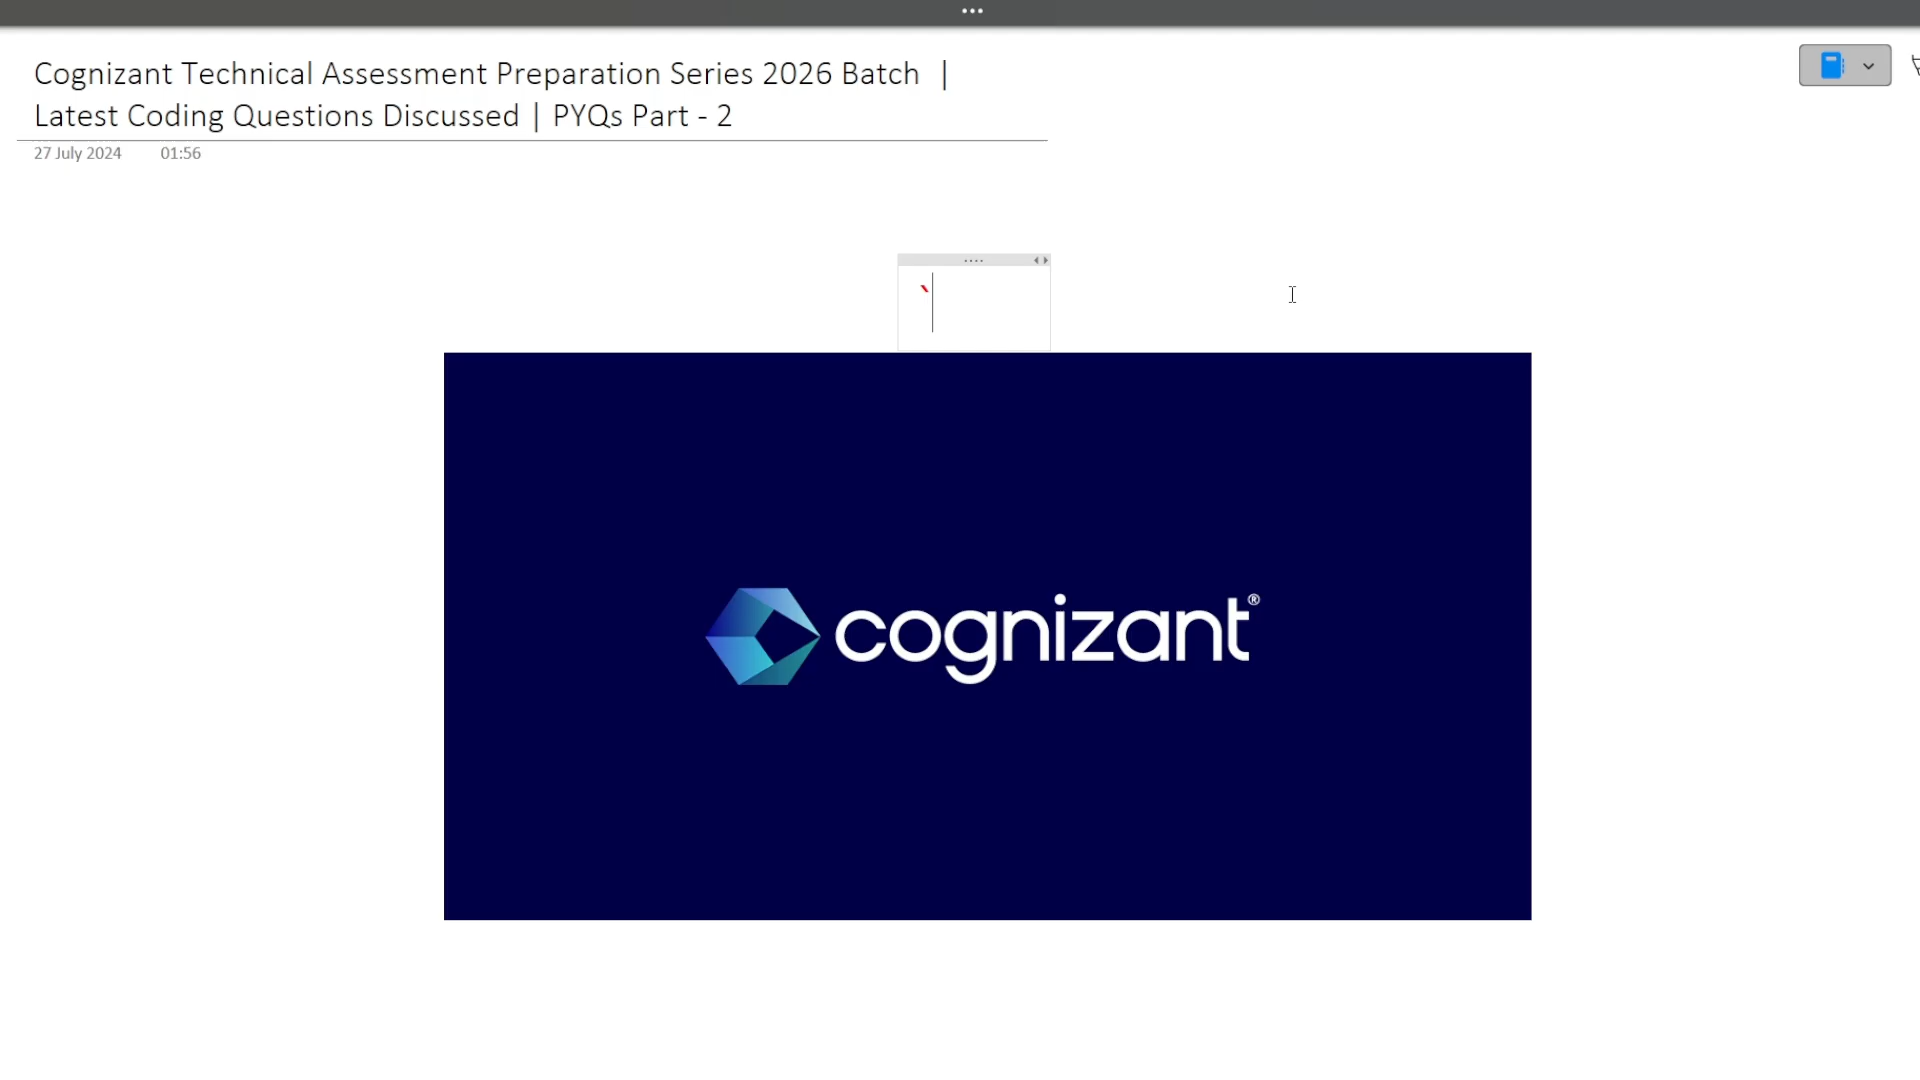 Cognizant Technical Assessment Preparation Series 2026 Batch |
Latest Coding Questions Discussed | PYQs Part - 2
27 July 2024 01:56
`
cognizant®